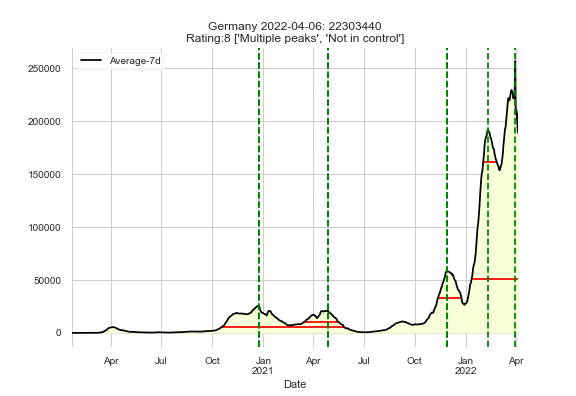 Germany 2022-04-06: 22303440
Rating:8 ['Multiple peaks', 'Not in control']
Average-7d
250000
200000
150000
100000
50000
0
Apr Jul Oct Jan Apr Jul Oct Jan Apr
2021 2022
Date